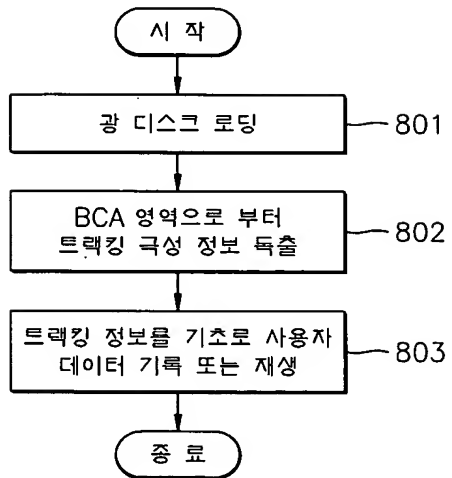 시 작
광 디스크 로딩
801
BCA 영역으로 부터
트랙킹 극성 정보 독출
802
트랙킹 정보를 기초로 사용자
데이터 기록 또는 재생
803
종 료